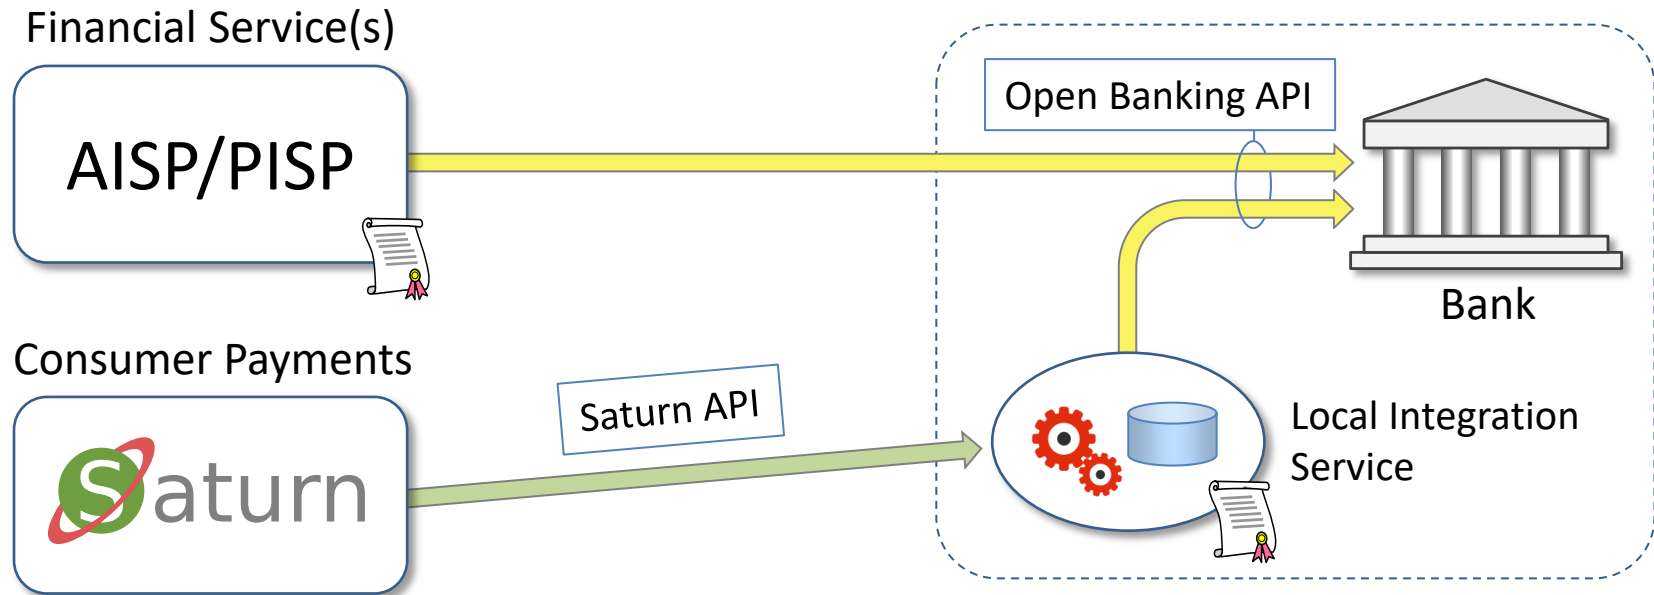 Financial Service(s)
AISP/PISP
Open Banking API
Bank
Consumer Payments
Saturn
Saturn API
Local Integration
Service